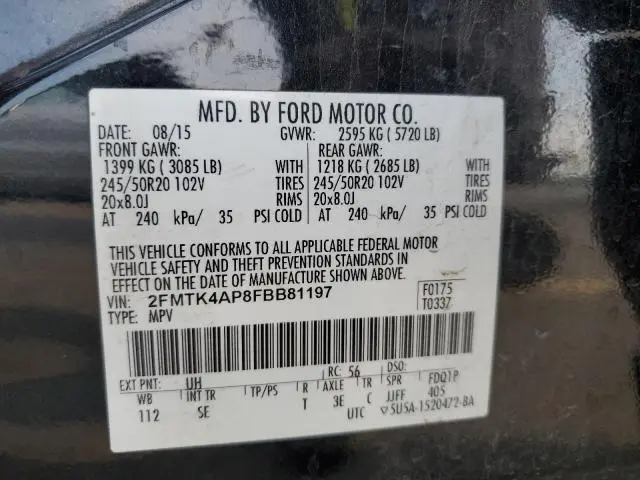 MFD. BY FORD MOTOR CO.
DATE: 08/15 GVWR: 2595 KG ( 5720 LB)
FRONT GAWR: REAR GAWR:
1399 KG ( 3085 LB) WITH 1218 KG ( 2685 LB) WITH
245/50R20 102V TIRES 245/50R20 102V TIRES
20x8.0J RIMS 20x8.0J RIMS
AT 240 kPa/ 35 PSI COLD AT 240 kPa/ 35 PSI COLD
THIS VEHICLE CONFORMS TO ALL APPLICABLE FEDERAL MOTOR
VEHICLE SAFETY AND THEFT PREVENTION STANDARDS IN
EFFECT ON THE DATE OF MANUFACTURE SHOWN ABOVE.
VIN: 2FMTK4AP8FBB81197 F0175
TYPE: MPV T0337
RC: 56 DSO:
EXT PNT: UH FDQ1P
WB INT TR TP/PS R AXLE TR SPR 405
112 SE T 3E C JJFF
UTC ▽5USA-1520472-BA